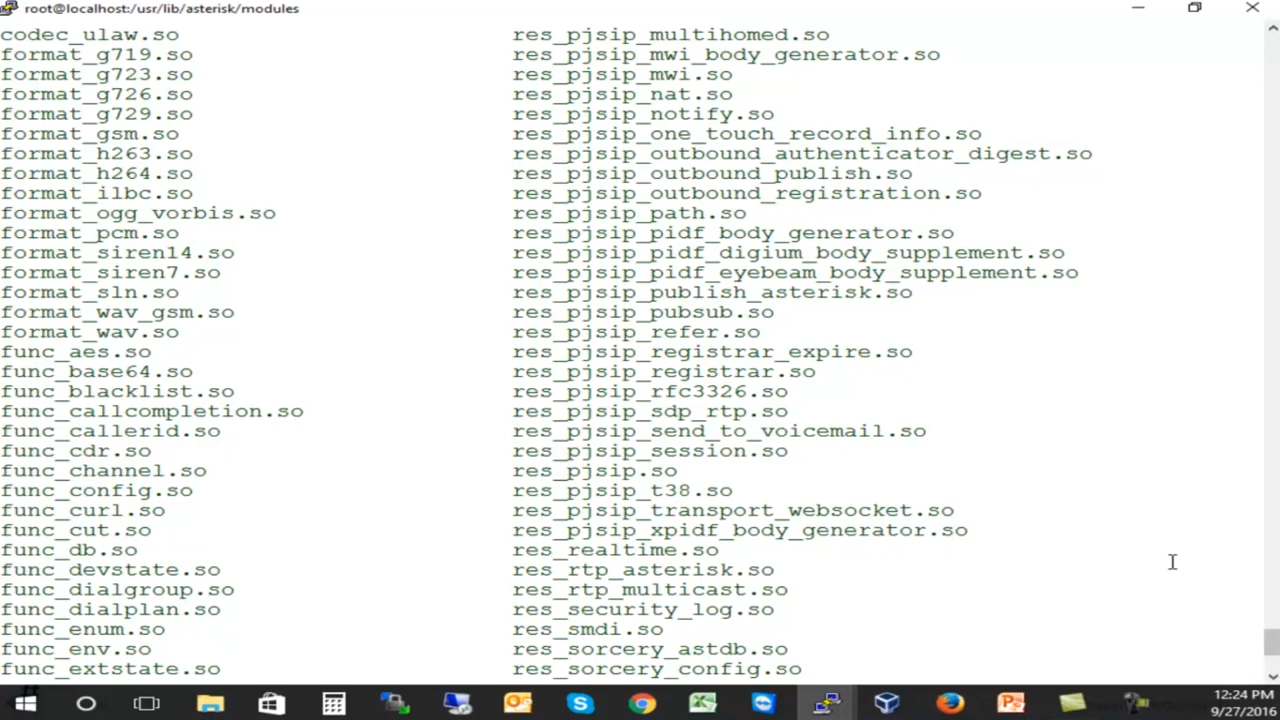 root@localhost:/usr/lib/asterisk/modules
codec_ulaw.so res_pjsip_multihomed.so
format_g719.so res_pjsip_mwi_body_generator.so
format_g723.so res_pjsip_mwi.so
format_g726.so res_pjsip_nat.so
format_g729.so res_pjsip_notify.so
format_gsm.so res_pjsip_one_touch_record_info.so
format_h263.so res_pjsip_outbound_authenticator_digest.so
format_h264.so res_pjsip_outbound_publish.so
format_ilbc.so res_pjsip_outbound_registration.so
format_ogg_vorbis.so res_pjsip_path.so
format_pcm.so res_pjsip_pidf_body_generator.so
format_siren14.so res_pjsip_pidf_digium_body_supplement.so
format_siren7.so res_pjsip_pidf_eyebeam_body_supplement.so
format_sln.so res_pjsip_publish_asterisk.so
format_wav_gsm.so res_pjsip_pubsub.so
format_wav.so res_pjsip_refer.so
func_aes.so res_pjsip_registrar_expire.so
func_base64.so res_pjsip_registrar.so
func_blacklist.so res_pjsip_rfc3326.so
func_callcompletion.so res_pjsip_sdp_rtp.so
func_callerid.so res_pjsip_send_to_voicemail.so
func_cdr.so res_pjsip_session.so
func_channel.so res_pjsip.so
func_config.so res_pjsip_t38.so
func_curl.so res_pjsip_transport_websocket.so
func_cut.so res_pjsip_xpidf_body_generator.so
func_db.so res_realtime.so
func_devstate.so res_rtp_asterisk.so
func_dialgroup.so res_rtp_multicast.so
func_dialplan.so res_security_log.so
func_enum.so res_smdi.so
func_env.so res_sorcery_astdb.so
func_extstate.so res_sorcery_config.so
12:24 PM
9/27/2016